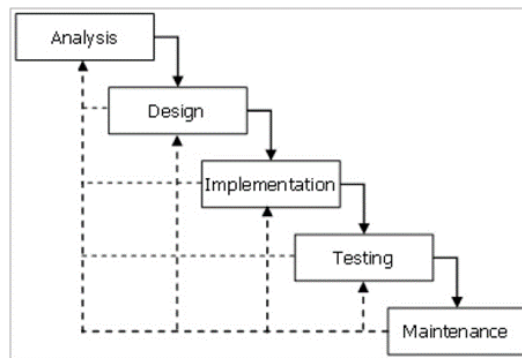 Analysis
Design
Implementation
Testing
Maintenance